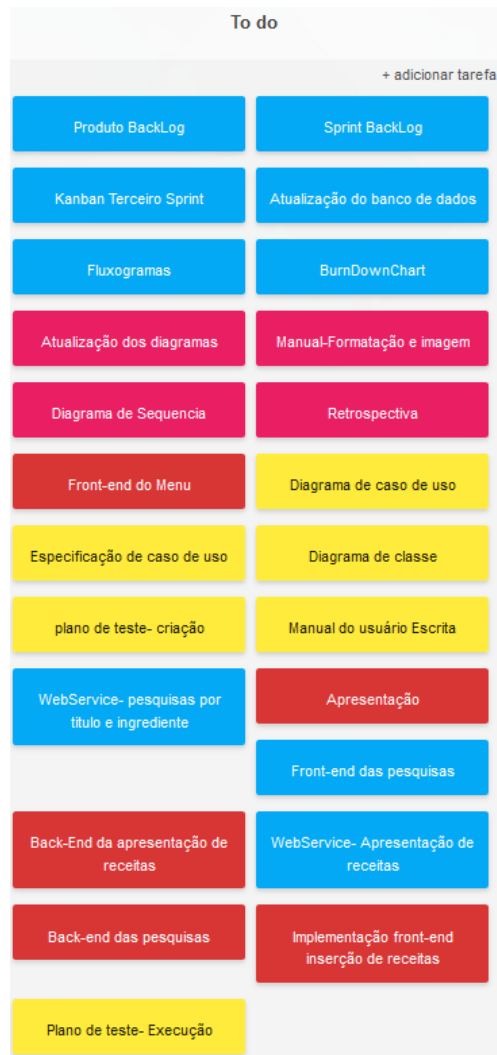 To do
+ adicionar tarefa
Produto BackLog
Sprint BackLog
Kanban Terceiro Sprint
Atualização do banco de dados
Fluxogramas
BurnDownChart
Atualização dos diagramas
Manual-Formatação e imagem
Diagrama de Sequencia
Retrospectiva
Front-end do Menu
Diagrama de caso de uso
Especificação de caso de uso
Diagrama de classe
plano de teste- criação
Manual do usuário Escrita
WebService- pesquisas por
titulo e ingrediente
Apresentação
Front-end das pesquisas
Back-End da apresentação de
receitas
WebService- Apresentação de
receitas
Back-end das pesquisas
Implementação front-end
inserção de receitas
Plano de teste- Execução